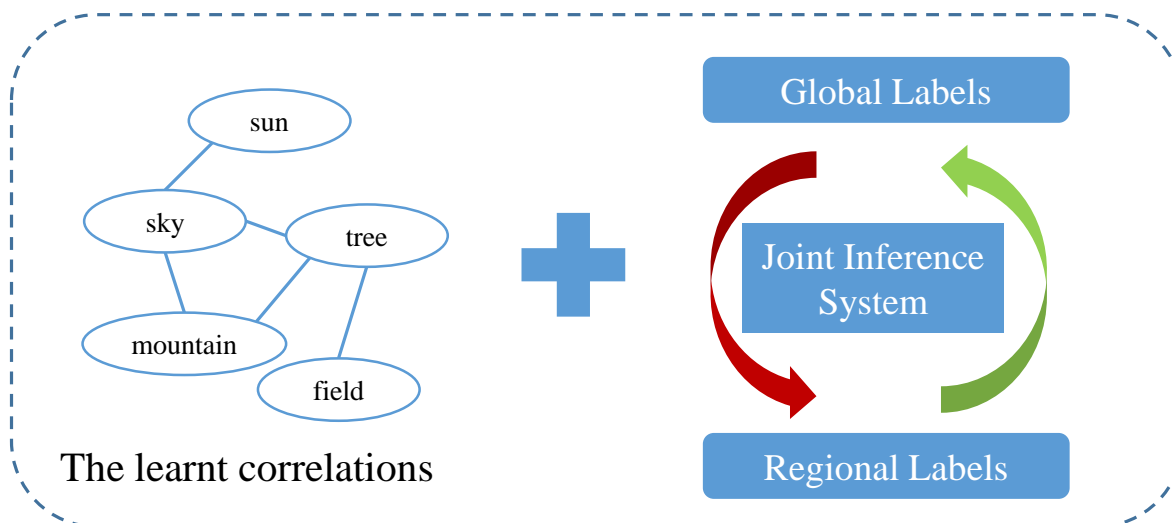 sun
sky
tree
mountain
field
The learnt correlations
Global Labels
Joint Inference
System
Regional Labels